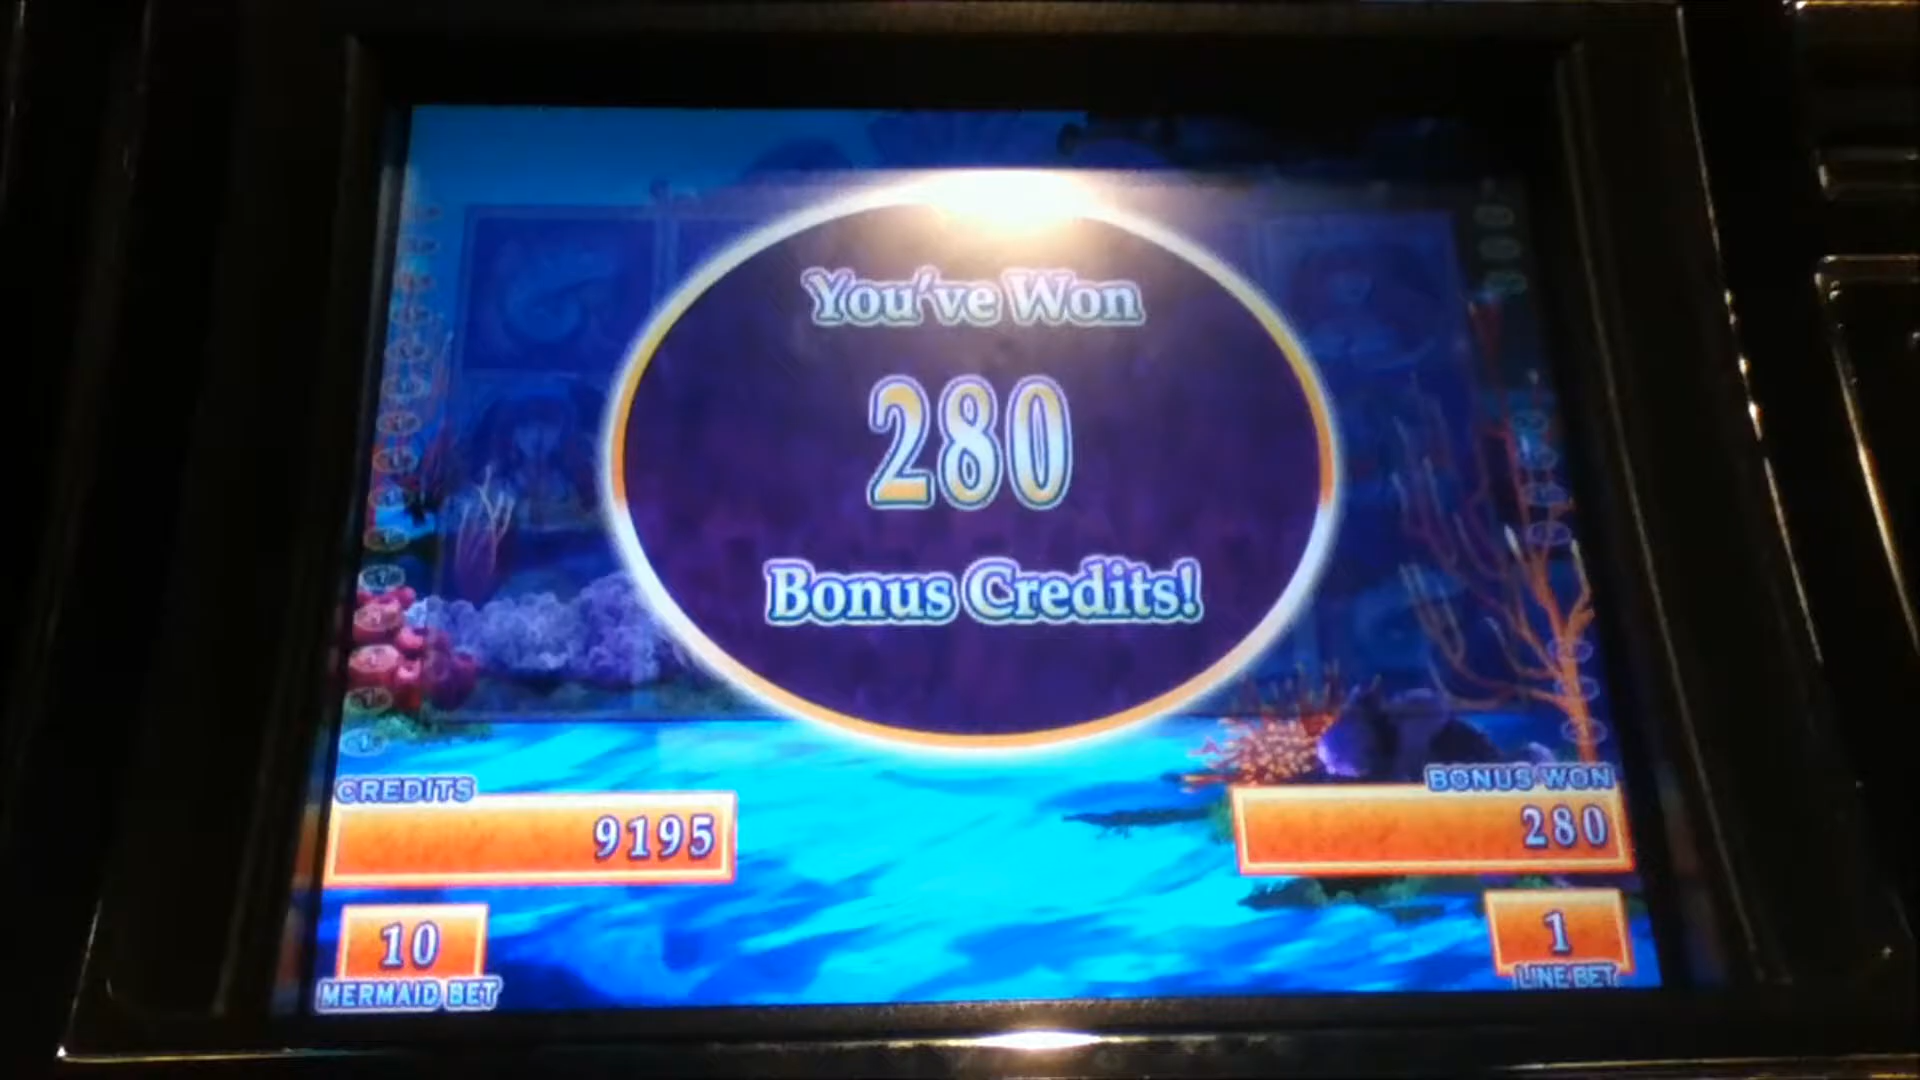 You've Won
280
Bonus Credits!
CREDITS
9195
BONUS WON
280
10
MERMAID BET
1
LINE BET